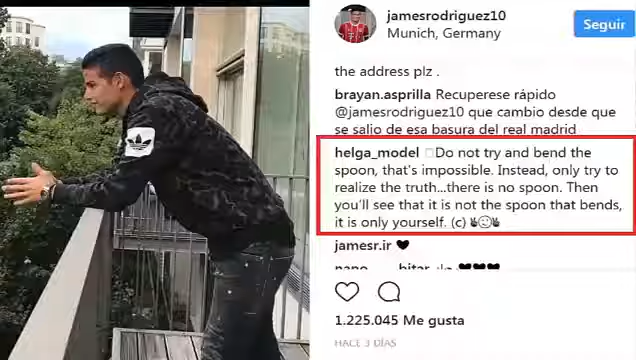 jamesrodriguez10
Munich, Germany
Seguir
the address plz .
brayan.asprilla Recuperese rápido
@jamesrodriguez10 que cambio desde que
se salio de esa basura del real madrid
helga_model Do not try and bend the
spoon, that's impossible. Instead, only try to
realize the truth...there is no spoon. Then
you'll see that it is not the spoon that bends,
it is only yourself. (c)
jamesr.ir 🖤
1.225.045 Me gusta
HACE 3 DÍAS